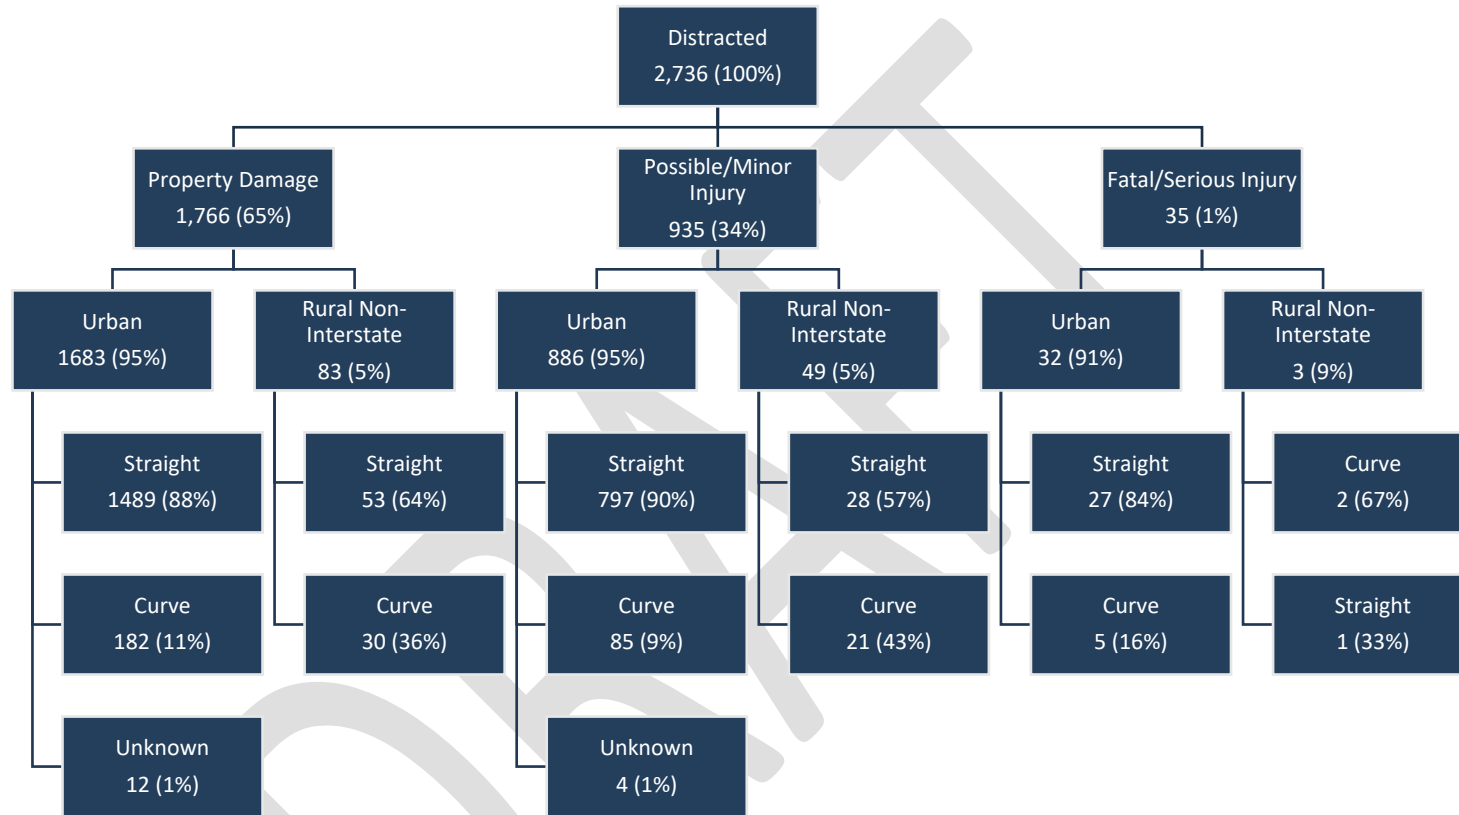 Distracted
2,736 (100%)
Property Damage
1,766 (65%)
Possible/Minor
Injury
935 (34%)
Fatal/Serious Injury
35 (1%)
Urban
1683 (95%)
Rural Non-
Interstate
83 (5%)
Urban
886 (95%)
Rural Non-
Interstate
49 (5%)
Urban
32 (91%)
Rural Non-
Interstate
3 (9%)
Straight
1489 (88%)
Straight
53 (64%)
Straight
797 (90%)
Straight
28 (57%)
Straight
27 (84%)
Curve
2 (67%)
Curve
182 (11%)
Curve
30 (36%)
Curve
85 (9%)
Curve
21 (43%)
Curve
5 (16%)
Straight
1 (33%)
Unknown
12 (1%)
Unknown
4 (1%)
DRAFT